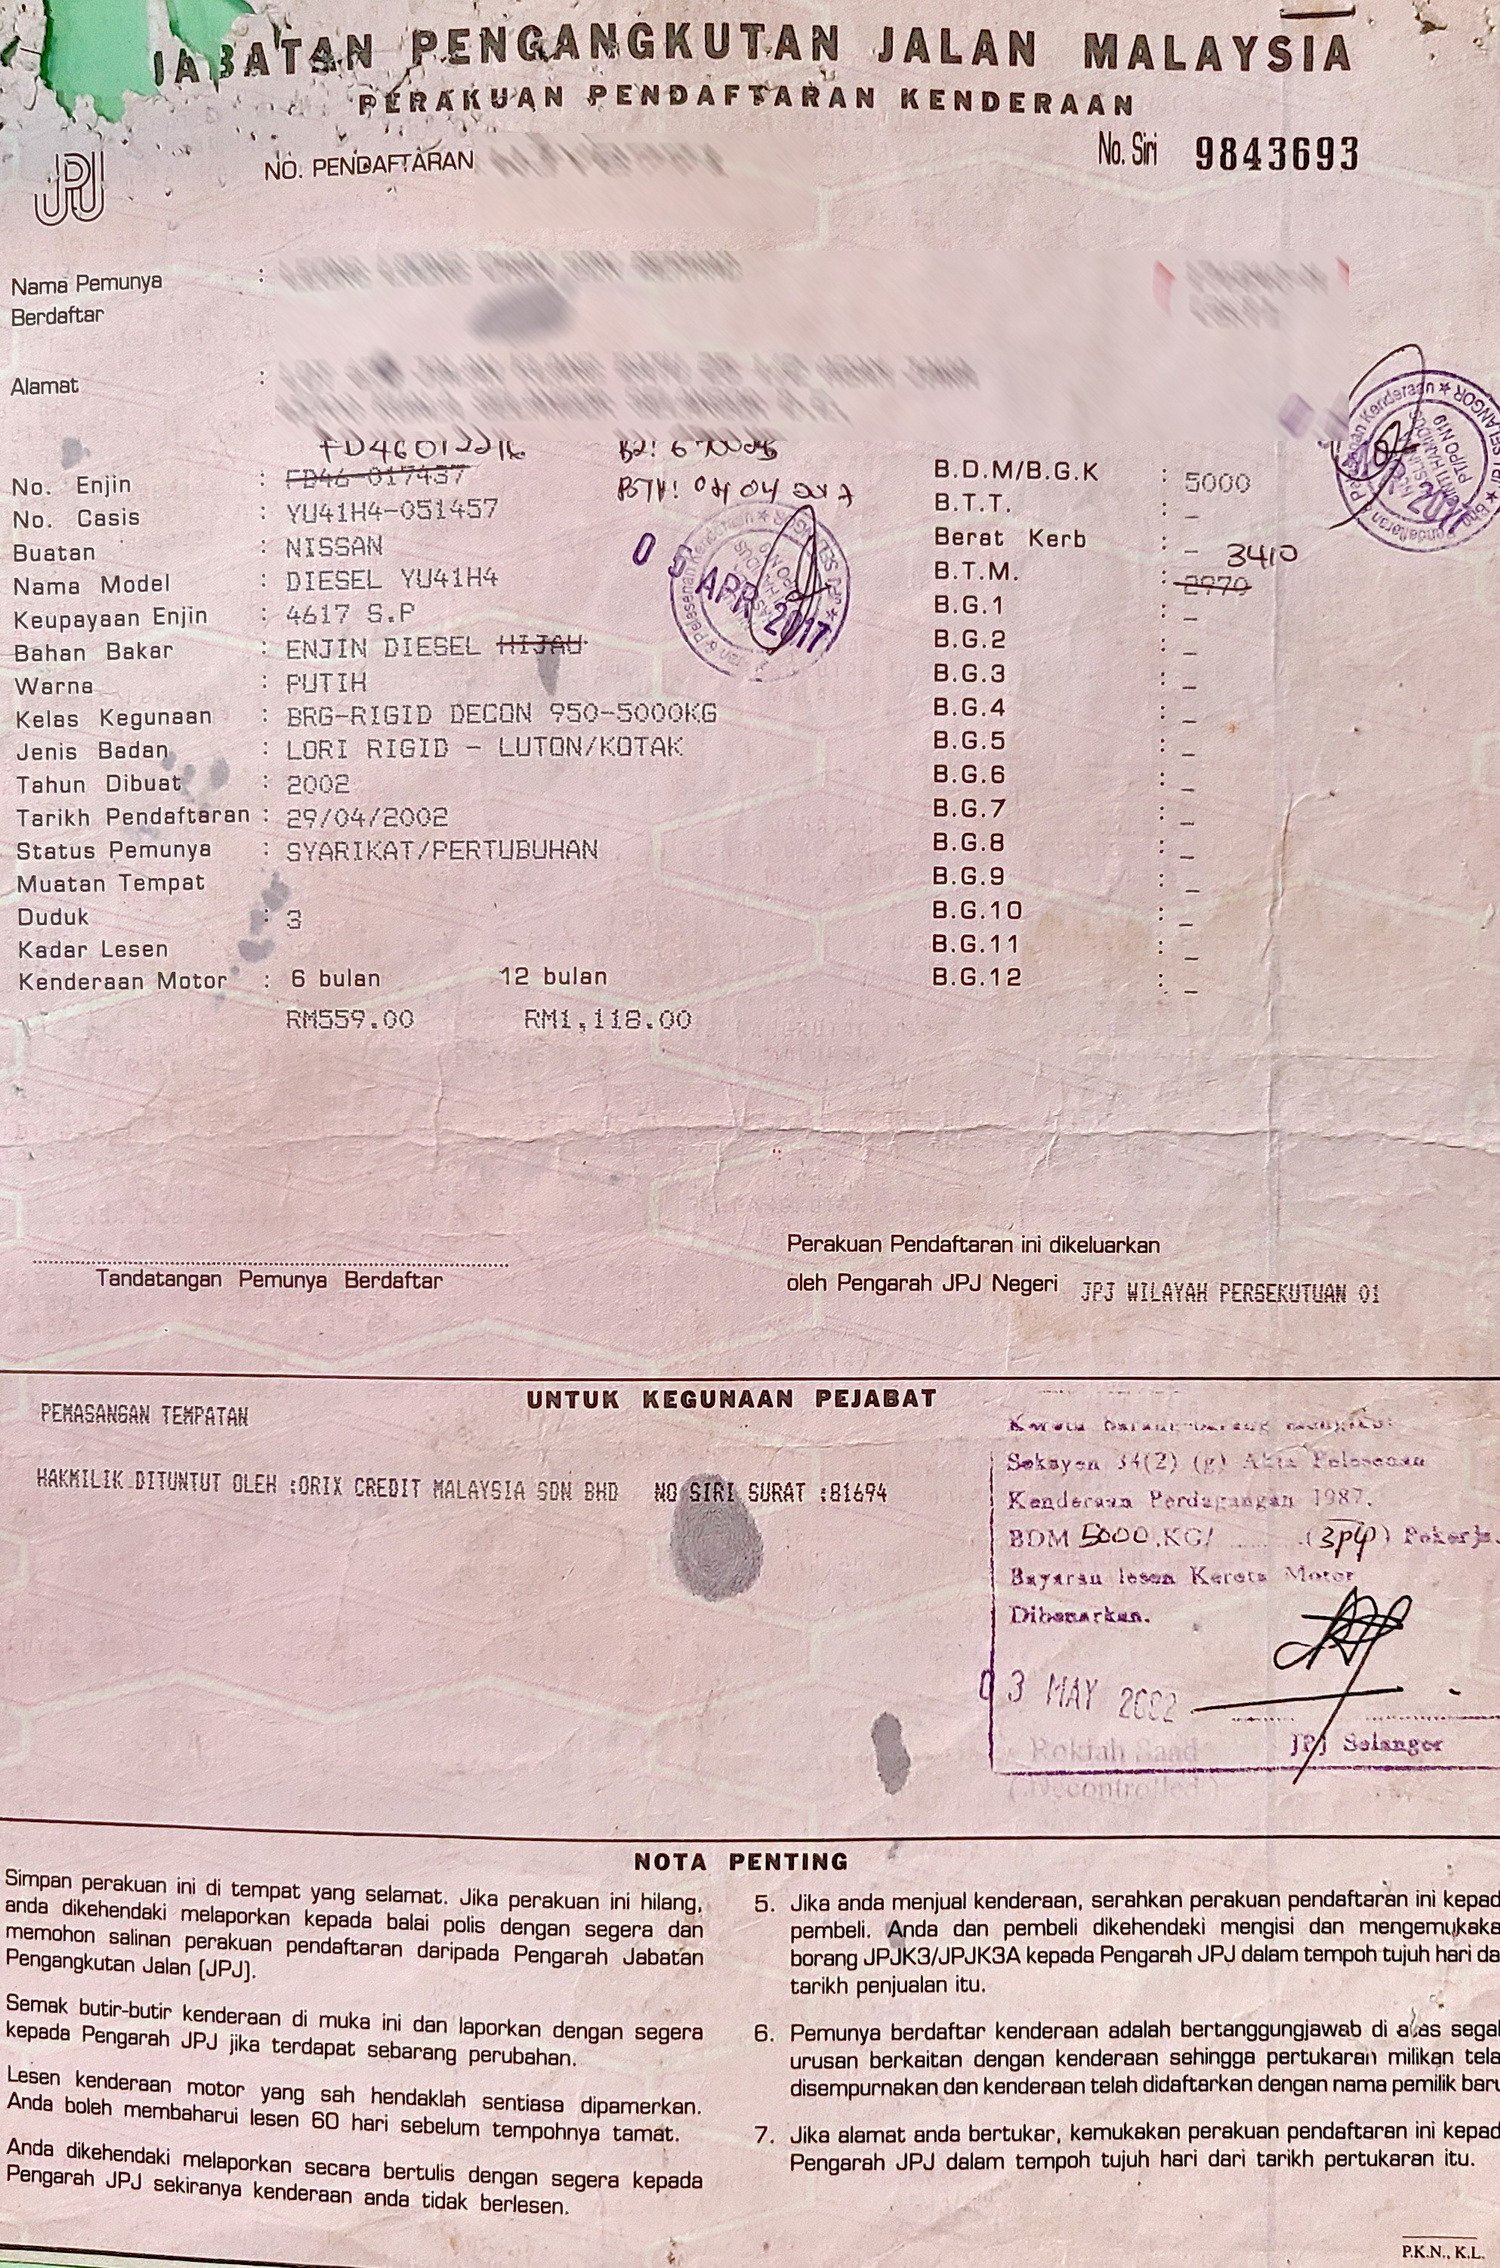 JABATAN PENGANGKUTAN JALAN MALAYSIA
PERAKUAN PENDAFTARAN KENDERAAN
JPJ
NO. PENDAFTARAN
No. Siri 9843693
Nama Pemunya :
Berdaftar
Alamat :
FD46012216
No. Enjin : FD46-017437
No. Casis : YU41H4-051457
Buatan : NISSAN
Nama Model : DIESEL YU41H4
Keupayaan Enjin : 4617 S.P
Bahan Bakar : ENJIN DIESEL HIJAU
Warna : PUTIH
Kelas Kegunaan : BRG-RIGID DECON 950-5000KG
Jenis Badan : LORI RIGID - LUTON/KOTAK
Tahun Dibuat : 2002
Tarikh Pendaftaran : 29/04/2002
Status Pemunya : SYARIKAT/PERTUBUHAN
Muatan Tempat
Duduk : 3
Kadar Lesen
Kenderaan Motor : 6 bulan 12 bulan
RM559.00 RM1,118.00
APR 2017
B.D.M/B.G.K : 5000
B.T.T. : -
Berat Kerb : -
3410
B.T.M. : 2970
B.G.1 : -
B.G.2 : -
B.G.3 : -
B.G.4 : -
B.G.5 : -
B.G.6 : -
B.G.7 : -
B.G.8 : -
B.G.9 : -
B.G.10 : -
B.G.11 : -
B.G.12 : -
Tandatangan Pemunya Berdaftar
Perakuan Pendaftaran ini dikeluarkan
oleh Pengarah JPJ Negeri JPJ WILAYAH PERSEKUTUAN 01
UNTUK KEGUNAAN PEJABAT
PEMASANGAN TEMPATAN
HAKMILIK DITUNTUT OLEH :ORIX CREDIT MALAYSIA SDN BHD NO SIRI SURAT :81694
Kereta barang-barang mengikut
Seksyen 34(2) (g) Akta Pelesenan
Kenderaan Perdagangan 1987.
BDM 5000.KG/ Pekerja.
Bayaran lesen Kereta Motor
Dibenarkan.
03 MAY 2002
Rokiah Saad
(Decontrolled)
JPJ Selangor
NOTA PENTING
Simpan perakuan ini di tempat yang selamat. Jika perakuan ini hilang,
anda dikehendaki melaporkan kepada balai polis dengan segera dan
memohon salinan perakuan pendaftaran daripada Pengarah Jabatan
Pengangkutan Jalan (JPJ).
Semak butir-butir kenderaan di muka ini dan laporkan dengan segera
kepada Pengarah JPJ jika terdapat sebarang perubahan.
Lesen kenderaan motor yang sah hendaklah sentiasa dipamerkan.
Anda boleh membaharui lesen 60 hari sebelum tempohnya tamat.
Anda dikehendaki melaporkan secara bertulis dengan segera kepada
Pengarah JPJ sekiranya kenderaan anda tidak berlesen.
5. Jika anda menjual kenderaan, serahkan perakuan pendaftaran ini kepad
pembeli. Anda dan pembeli dikehendaki mengisi dan mengemukaka
borang JPJK3/JPJK3A kepada Pengarah JPJ dalam tempoh tujuh hari da
tarikh penjualan itu.
6. Pemunya berdaftar kenderaan adalah bertanggungjawab di atas segal
urusan berkaitan dengan kenderaan sehingga pertukaran milikan tela
disempurnakan dan kenderaan telah didaftarkan dengan nama pemilik baru
7. Jika alamat anda bertukar, kemukakan perakuan pendaftaran ini kepad
Pengarah JPJ dalam tempoh tujuh hari dari tarikh pertukaran itu.
P.K.N., K.L.